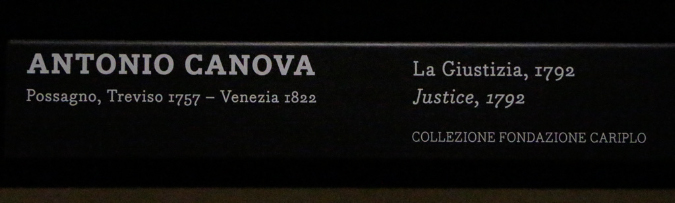 ANTONIO CANOVA
Possagno, Treviso 1757 – Venezia 1822
La Giustizia, 1792
Justice, 1792
COLLEZIONE FONDAZIONE CARIPLO